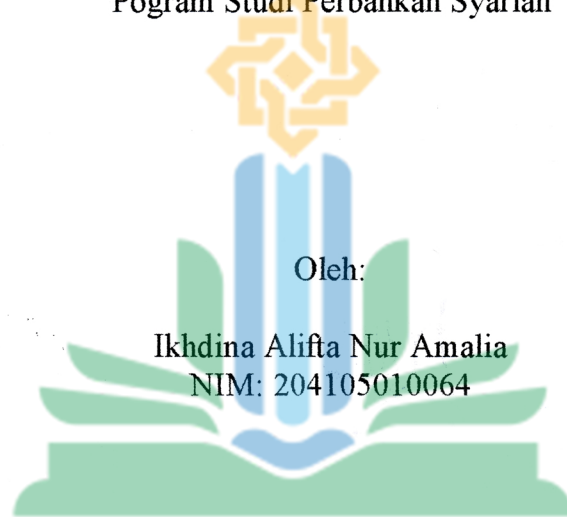 Pogram Studi Perbankan Syariah
Oleh:
Ikhdina Alifta Nur Amalia
NIM: 204105010064